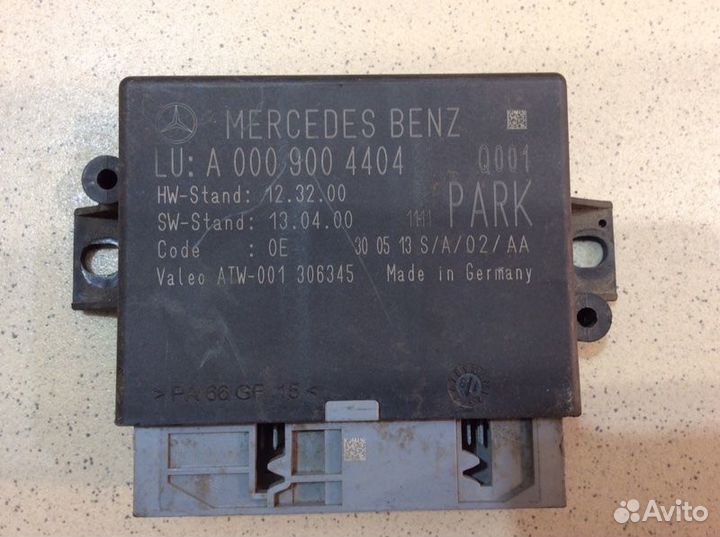 MERCEDES BENZ
LU: A 000 900 4404 Q001
HW-Stand: 12.32.00
SW-Stand: 13.04.00 1141 PARK
Code : 0E 30 05 13 S/A/02/AA
Valeo ATW-001 306345 Made in Germany
>PA 66 GF 15<
Avito